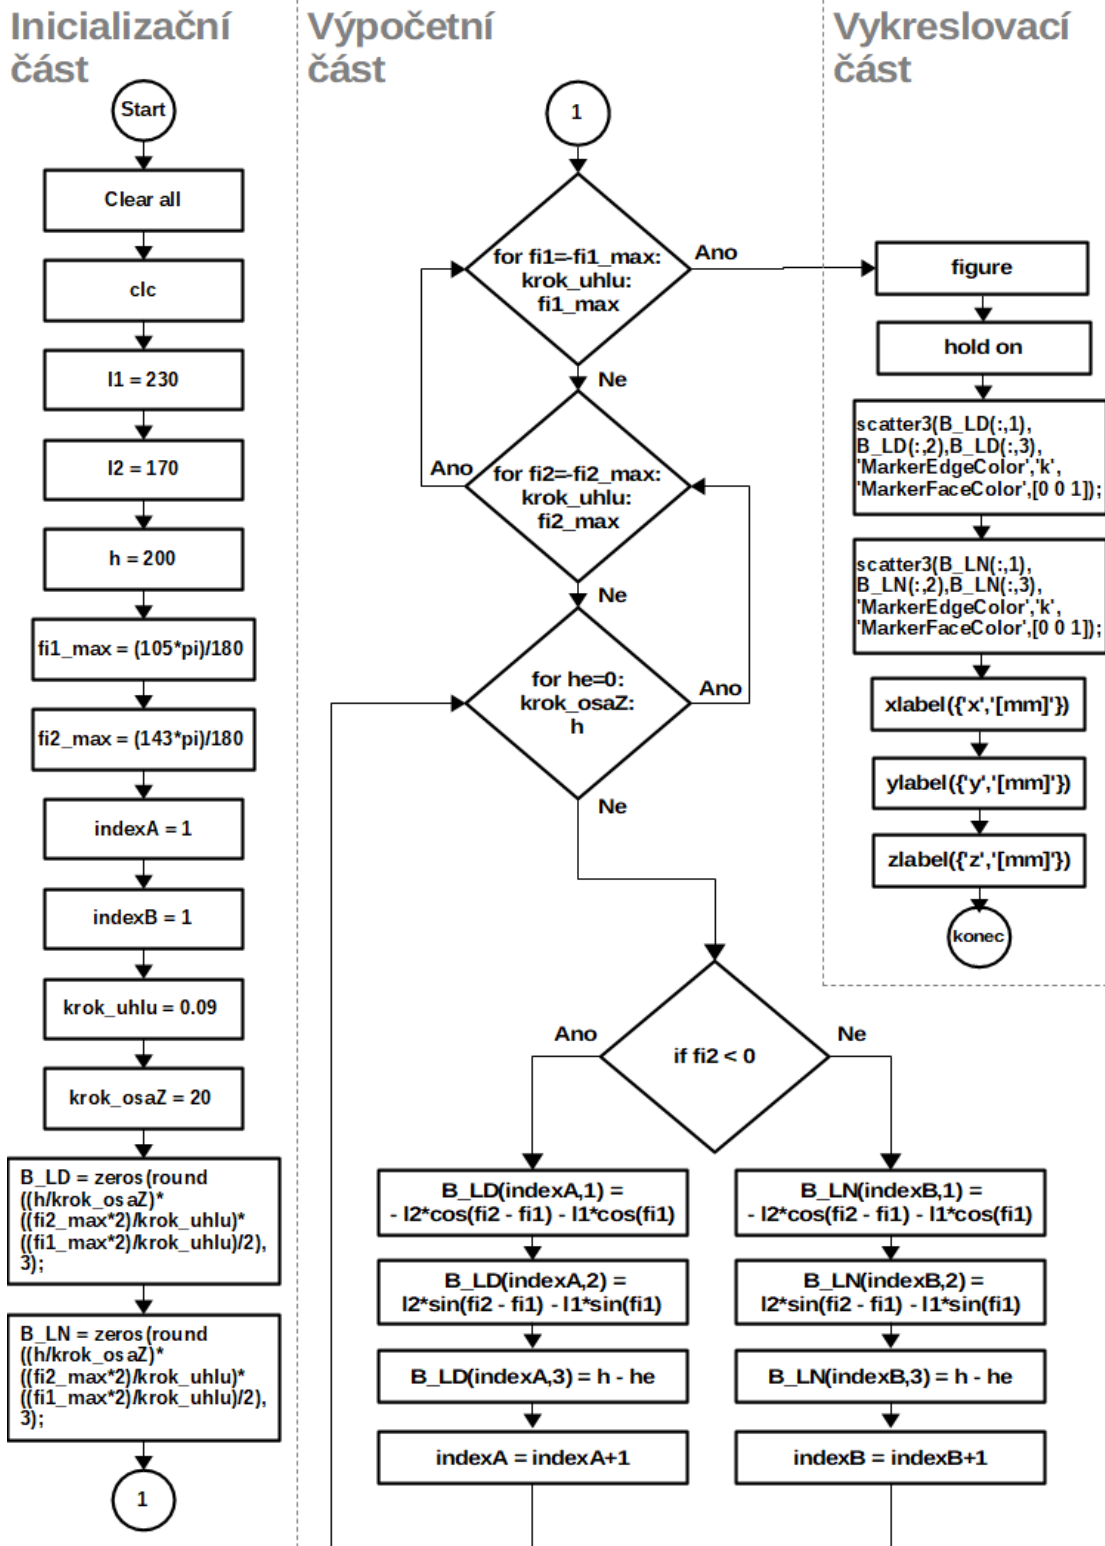 Inicializační
část
Start
Clear all
clc
l1 = 230
l2 = 170
h = 200
fi1_max = (105*pi)/180
fi2_max = (143*pi)/180
indexA = 1
indexB = 1
krok_uhlu = 0.09
krok_osaZ = 20
B_LD = zeros(round
((h/krok_osaZ)*
((fi2_max*2)/krok_uhlu)*
((fi1_max*2)/krok_uhlu)/2),
3);
B_LN = zeros(round
((h/krok_osaZ)*
((fi2_max*2)/krok_uhlu)*
((fi1_max*2)/krok_uhlu)/2),
3);
1
Výpočetní
část
1
for fi1=-fi1_max:
krok_uhlu:
fi1_max
Ano
Ne
for fi2=-fi2_max:
krok_uhlu:
fi2_max
Ano
Ne
for he=0:
krok_osaZ:
h
Ano
Ne
if fi2 < 0
Ano
Ne
B_LD(indexA,1) =
- l2*cos(fi2 - fi1) - l1*cos(fi1)
B_LD(indexA,2) =
l2*sin(fi2 - fi1) - l1*sin(fi1)
B_LD(indexA,3) = h - he
indexA = indexA+1
B_LN(indexB,1) =
- l2*cos(fi2 - fi1) - l1*cos(fi1)
B_LN(indexB,2) =
l2*sin(fi2 - fi1) - l1*sin(fi1)
B_LN(indexB,3) = h - he
indexB = indexB+1
Vykreslovací
část
figure
hold on
scatter3(B_LD(:,1),
B_LD(:,2),B_LD(:,3),
'MarkerEdgeColor','k',
'MarkerFaceColor',[0 0 1]);
scatter3(B_LN(:,1),
B_LN(:,2),B_LN(:,3),
'MarkerEdgeColor','k',
'MarkerFaceColor',[0 0 1]);
xlabel({'x','[mm]'})
ylabel({'y','[mm]'})
zlabel({'z','[mm]'})
konec